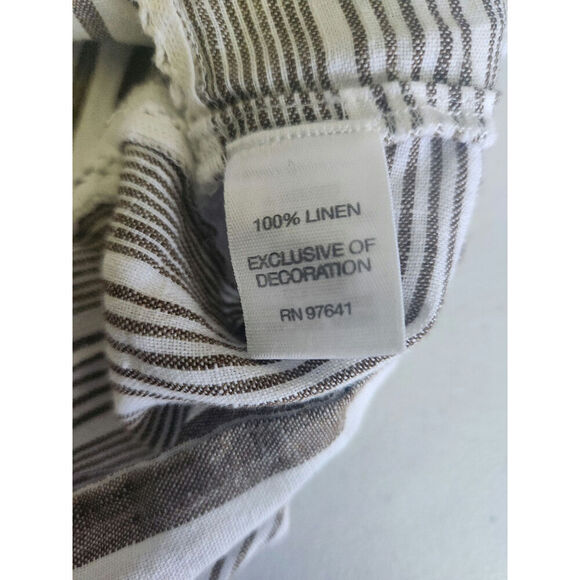 100% LINEN
EXCLUSIVE OF
DECORATION
RN 97641